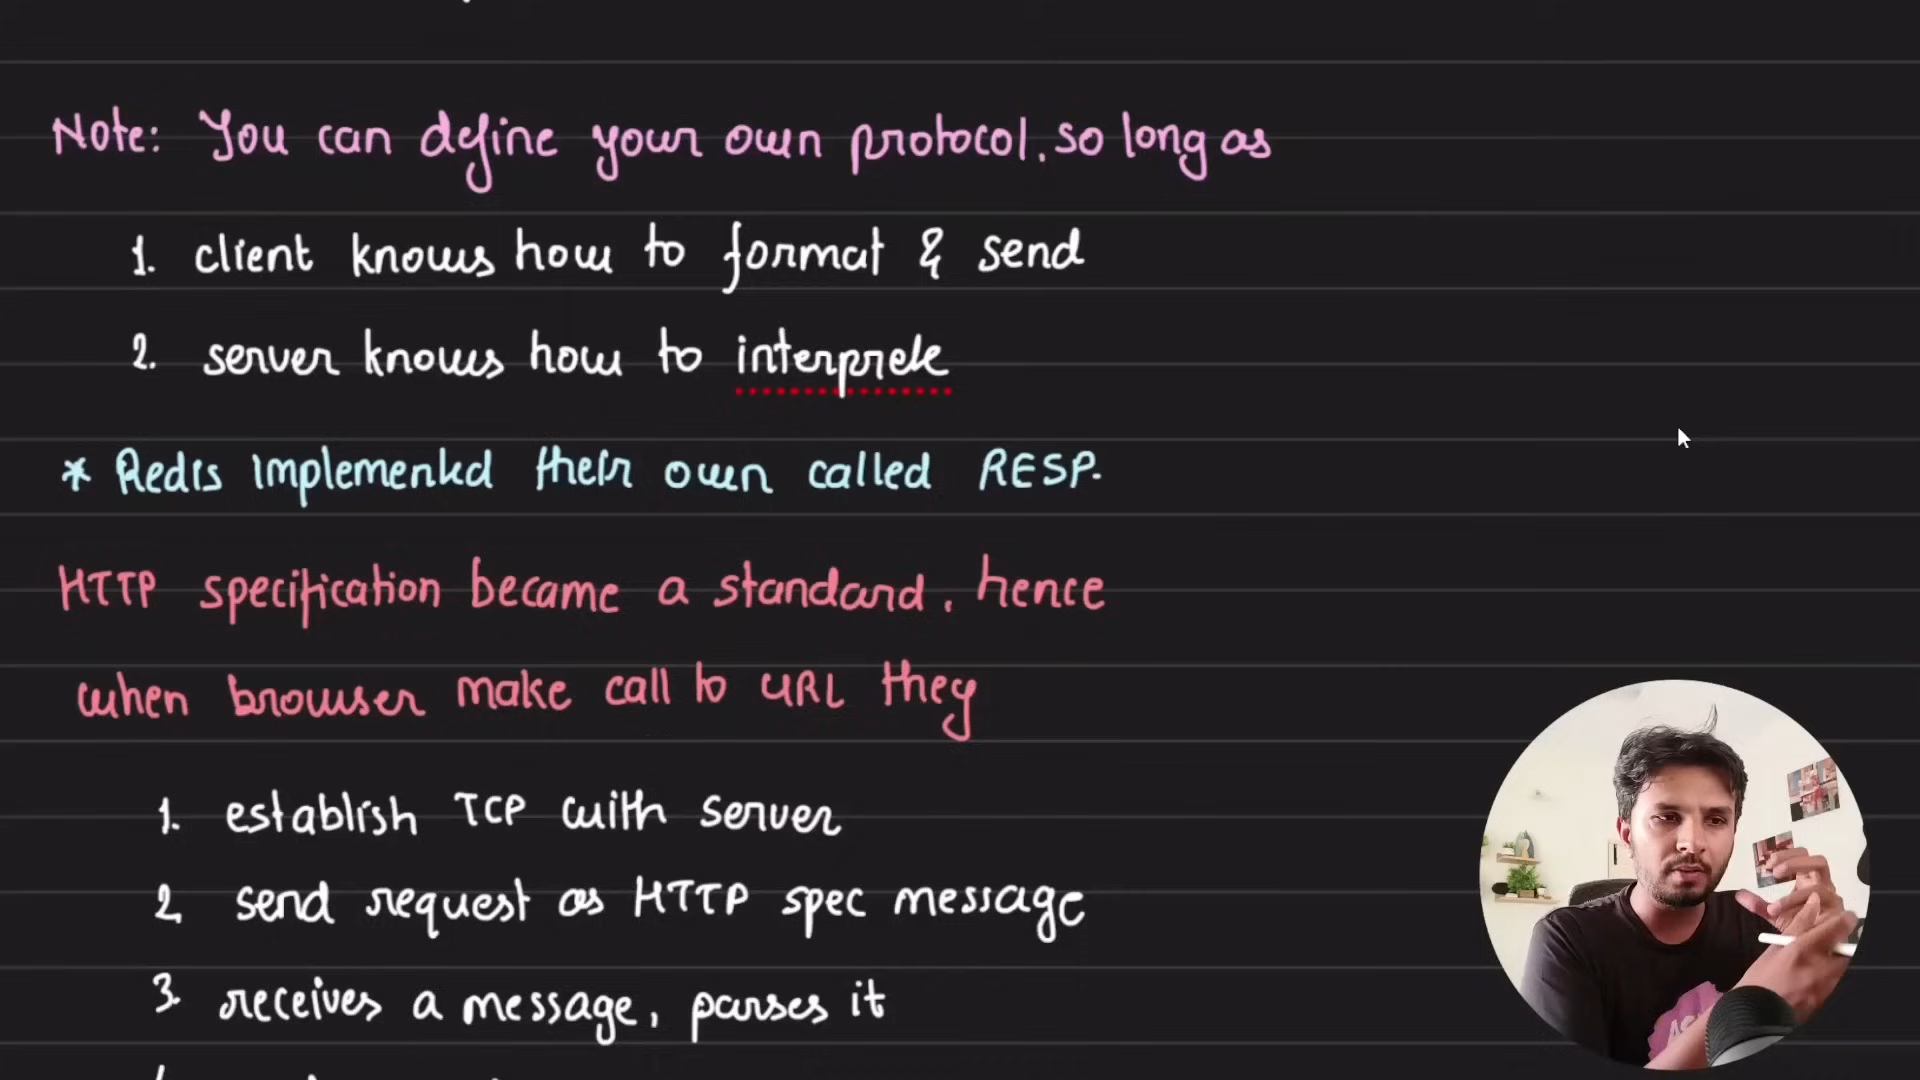 Note: You can define your own protocol, so long as
1. client knows how to format & send
2. server knows how to interprete
* Redis implemented their own called RESP.
HTTP specification became a standard, hence
when browser make call to URL they
1. establish TCP with server
2. send request as HTTP spec message
3. receives a message, parses it